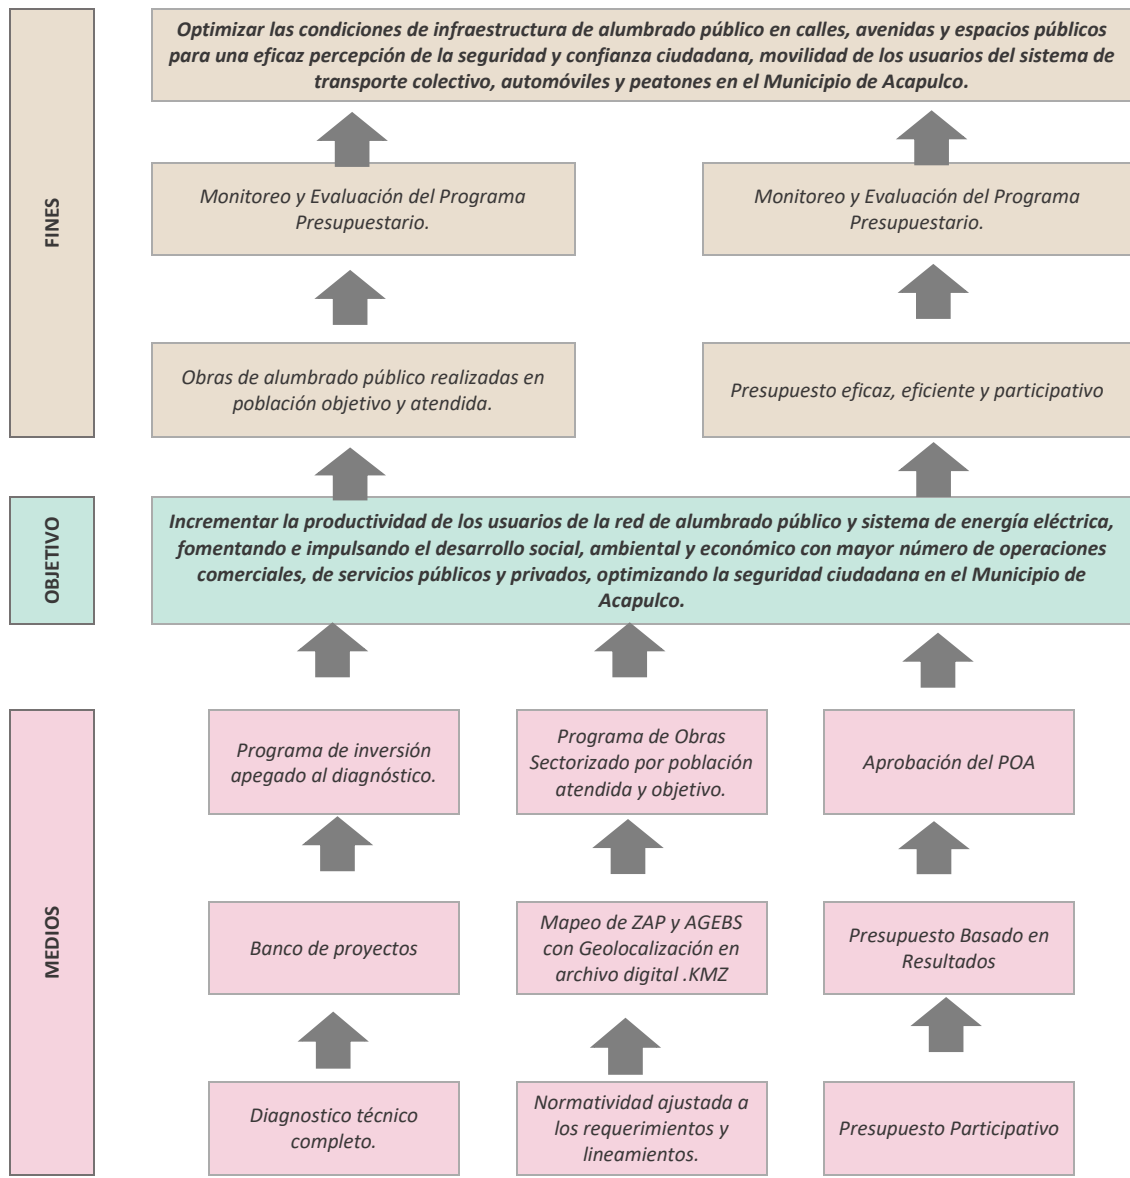 Optimizar las condiciones de infraestructura de alumbrado público en calles, avenidas y espacios públicos
para una eficaz percepción de la seguridad y confianza ciudadana, movilidad de los usuarios del sistema de
transporte colectivo, automóviles y peatones en el Municipio de Acapulco.
FINES
Monitoreo y Evaluación del Programa
Presupuestario.
Monitoreo y Evaluación del Programa
Presupuestario.
Obras de alumbrado público realizadas en
población objetivo y atendida.
Presupuesto eficaz, eficiente y participativo
OBJETIVO
Incrementar la productividad de los usuarios de la red de alumbrado público y sistema de energía eléctrica,
fomentando e impulsando el desarrollo social, ambiental y económico con mayor número de operaciones
comerciales, de servicios públicos y privados, optimizando la seguridad ciudadana en el Municipio de
Acapulco.
MEDIOS
Programa de inversión
apegado al diagnóstico.
Programa de Obras
Sectorizado por población
atendida y objetivo.
Aprobación del POA
Banco de proyectos
Mapeo de ZAP y AGEBS
con Geolocalización en
archivo digital .KMZ
Presupuesto Basado en
Resultados
Diagnostico técnico
completo.
Normatividad ajustada a
los requerimientos y
lineamientos.
Presupuesto Participativo